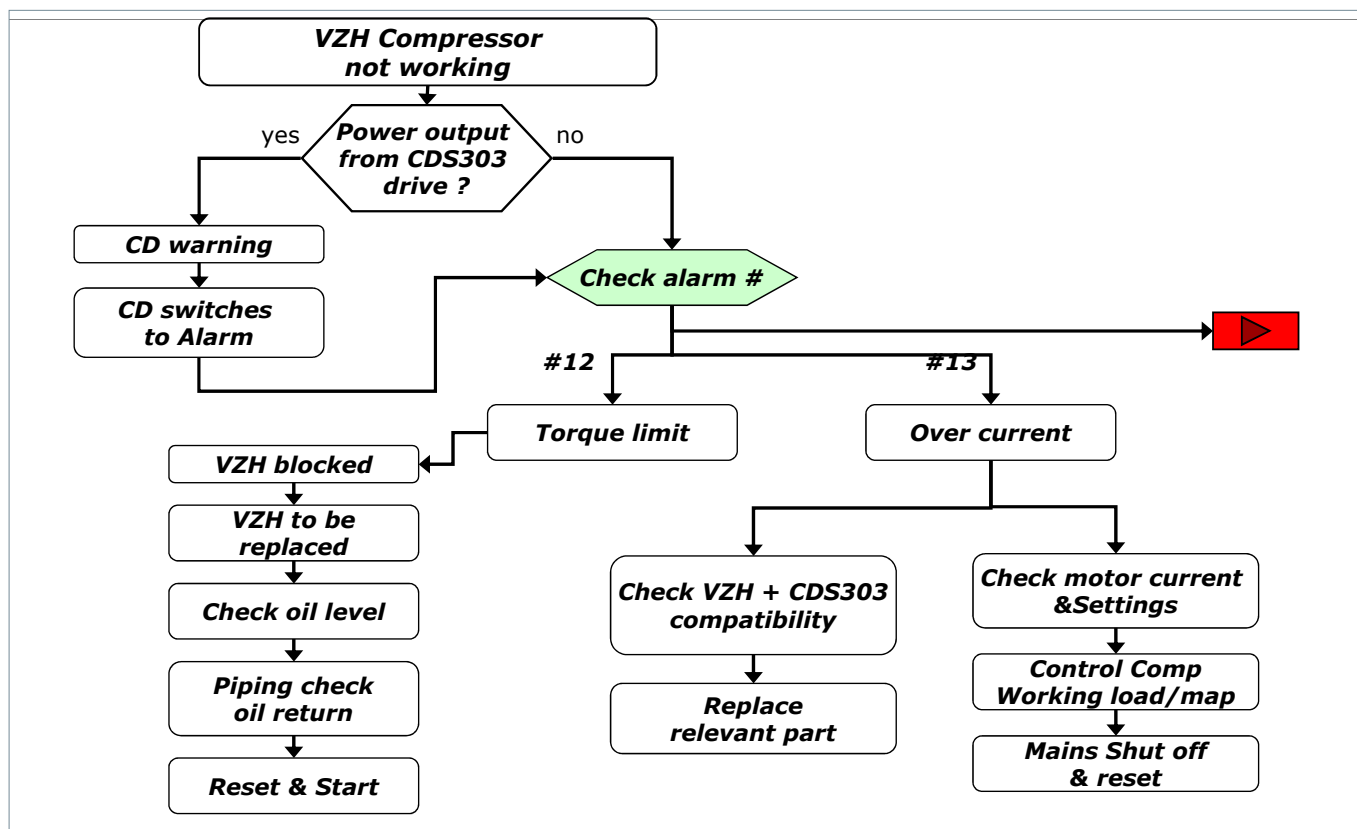 VZH Compressor
not working
yes
Power output
from CDS303
drive ?
no
CD warning
CD switches
to Alarm
Check alarm #
#12
#13
Torque limit
Over current
VZH blocked
VZH to be
replaced
Check oil level
Piping check
oil return
Reset & Start
Check VZH + CDS303
compatibility
Replace
relevant part
Check motor current
&Settings
Control Comp
Working load/map
Mains Shut off
& reset